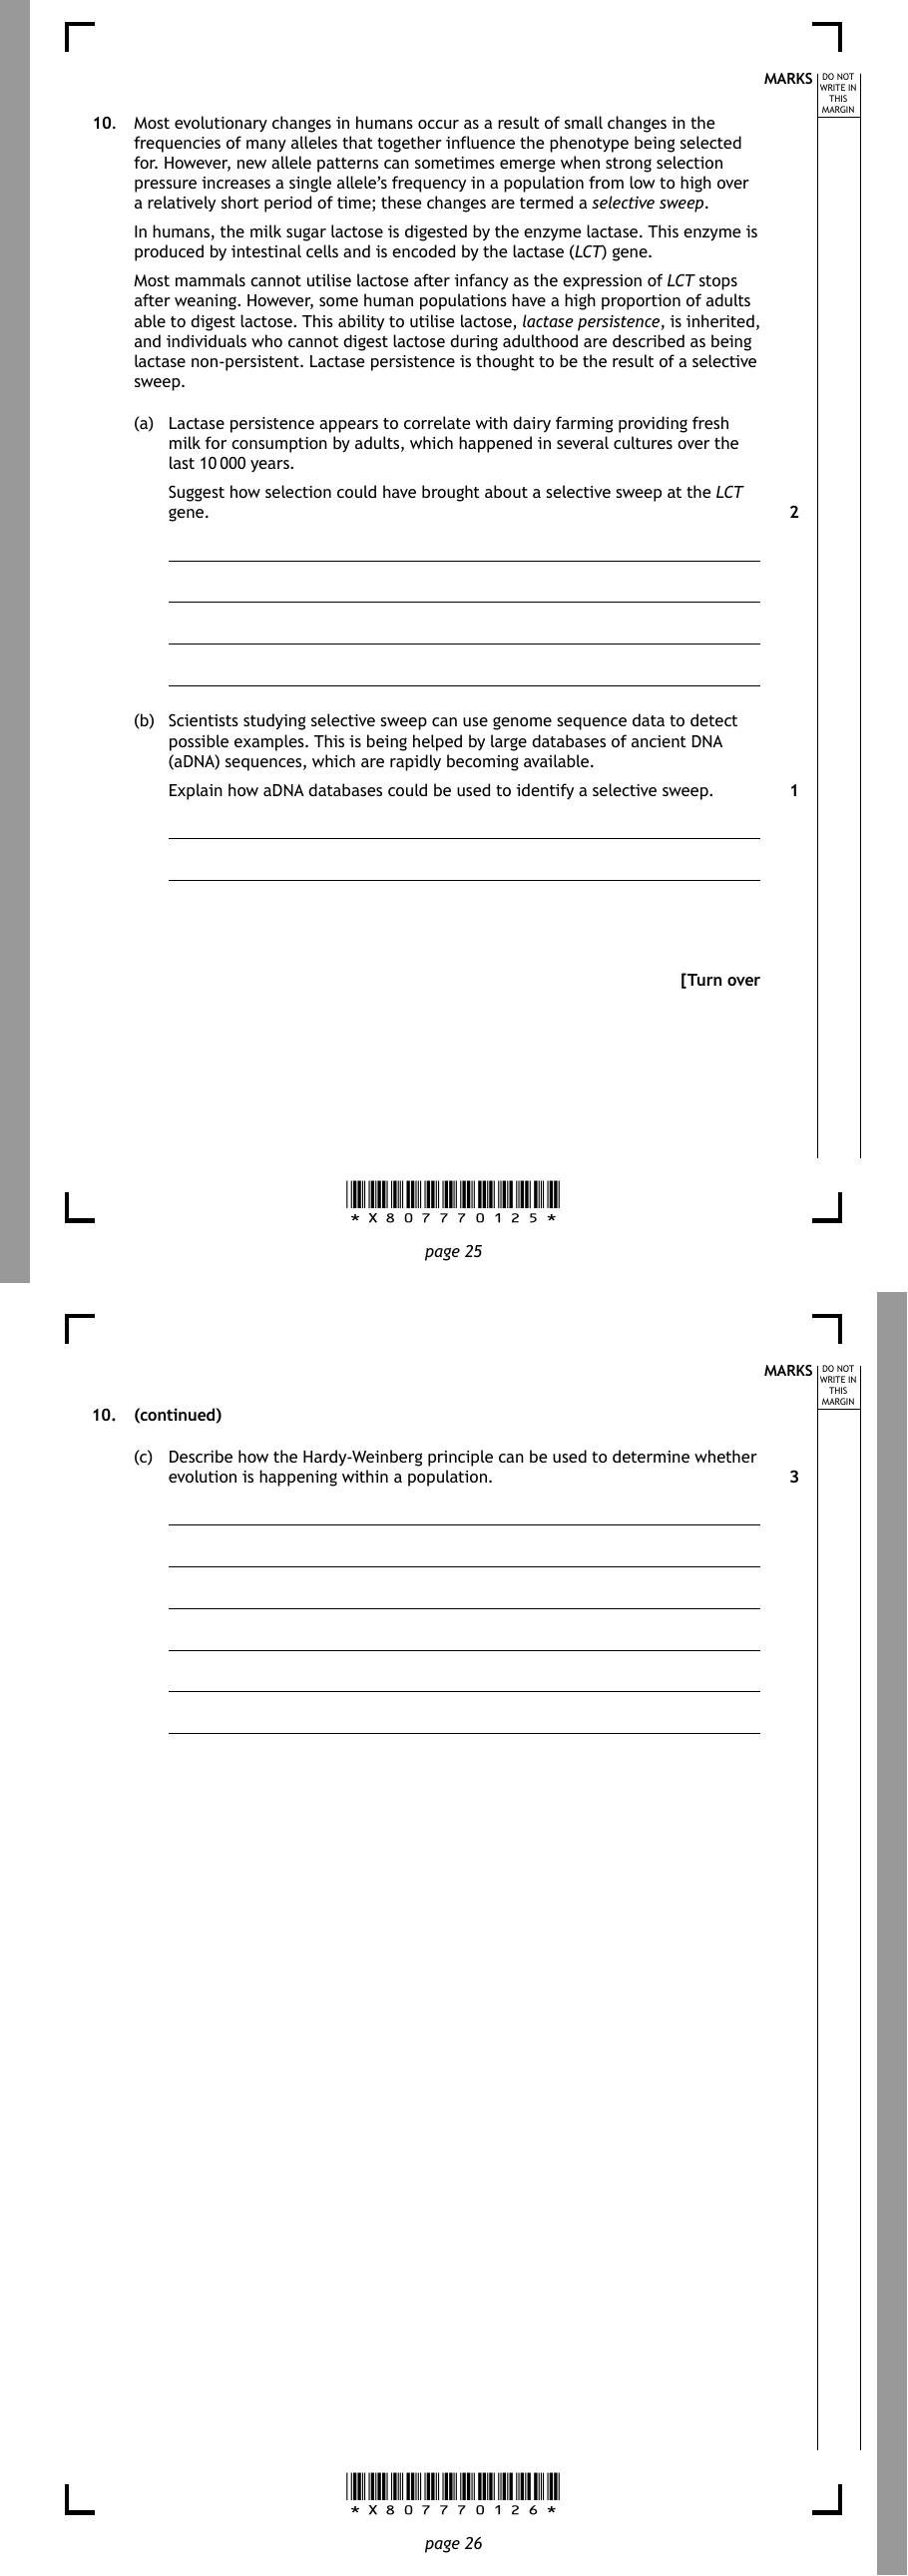 MARKS
DO NOT
WRITE IN
THIS
MARGIN
10. Most evolutionary changes in humans occur as a result of small changes in the
frequencies of many alleles that together influence the phenotype being selected
for. However, new allele patterns can sometimes emerge when strong selection
pressure increases a single allele’s frequency in a population from low to high over
a relatively short period of time; these changes are termed a selective sweep.
In humans, the milk sugar lactose is digested by the enzyme lactase. This enzyme is
produced by intestinal cells and is encoded by the lactase (LCT) gene.
Most mammals cannot utilise lactose after infancy as the expression of LCT stops
after weaning. However, some human populations have a high proportion of adults
able to digest lactose. This ability to utilise lactose, lactase persistence, is inherited,
and individuals who cannot digest lactose during adulthood are described as being
lactase non-persistent. Lactase persistence is thought to be the result of a selective
sweep.
(a) Lactase persistence appears to correlate with dairy farming providing fresh
milk for consumption by adults, which happened in several cultures over the
last 10 000 years.
Suggest how selection could have brought about a selective sweep at the LCT
gene. 2
(b) Scientists studying selective sweep can use genome sequence data to detect
possible examples. This is being helped by large databases of ancient DNA
(aDNA) sequences, which are rapidly becoming available.
Explain how aDNA databases could be used to identify a selective sweep. 1
[Turn over
* X 8 0 7 7 7 0 1 2 5 *
page 25
MARKS
DO NOT
WRITE IN
THIS
MARGIN
10. (continued)
(c) Describe how the Hardy-Weinberg principle can be used to determine whether
evolution is happening within a population. 3
* X 8 0 7 7 7 0 1 2 6 *
page 26